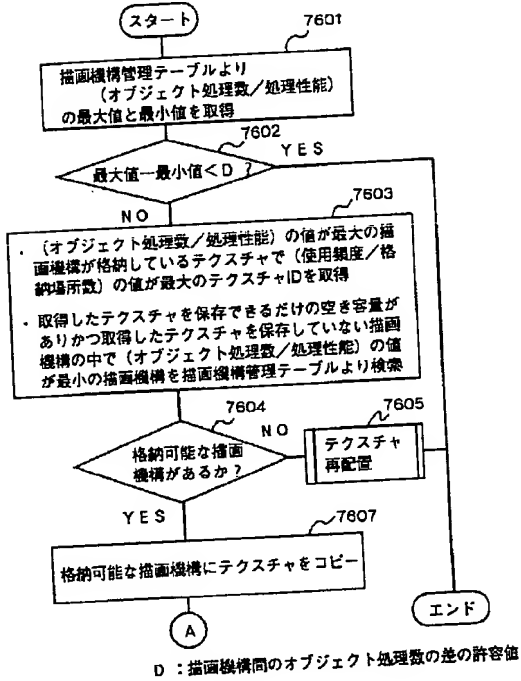 スタート
7601
描画機構管理テーブルより
(オブジェクト処理数/処理性能)
の最大値と最小値を取得
7602
最大値ー最小値<D ?
YES
NO
7603
・ (オブジェクト処理数/処理性能) の値が最大の描
画機構が格納しているテクスチャで (使用頻度/格
納場所数) の値が最大のテクスチャIDを取得
・ 取得したテクスチャを保存できるだけの空き容量が
ありかつ取得したテクスチャを保存していない描画
機構の中で (オブジェクト処理数/処理性能) の値
が最小の描画機構を描画機構管理テーブルより検索
7604
格納可能な描画
機構があるか?
NO
7605
テクスチャ
再配置
YES
7607
格納可能な描画機構にテクスチャをコピー
A
エンド
D :描画機構間のオブジェクト処理数の差の許容値